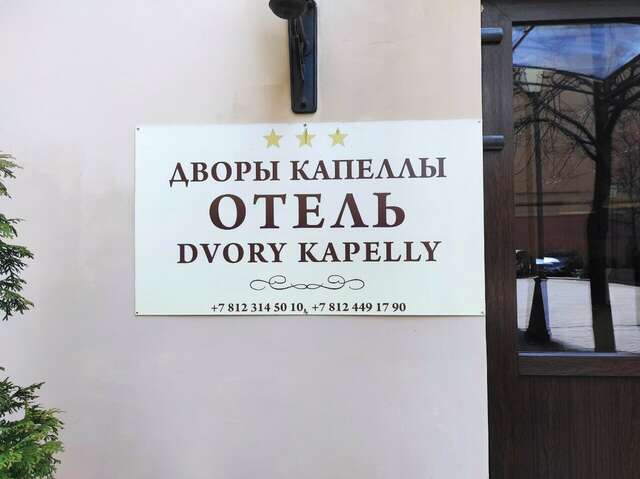 ДВОРЫ КАПЕЛЛЫ
ОТЕЛЬ
DVORY KAPELLY
+7 812 314 50 10, +7 812 449 17 90